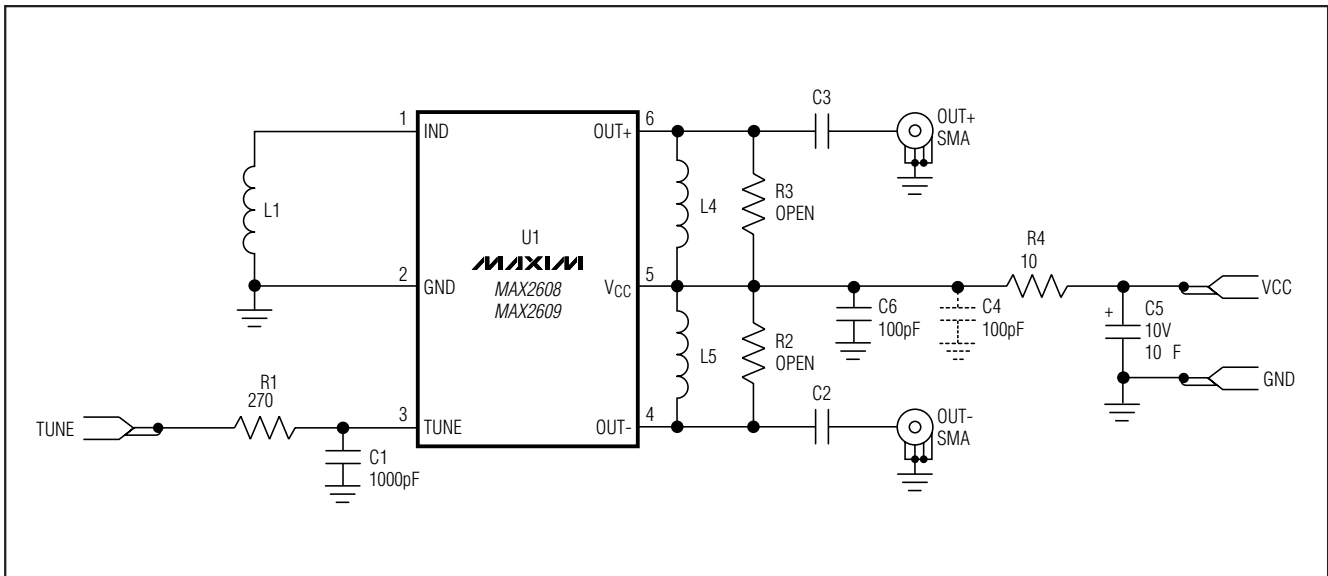 1
IND
L1
2
GND
TUNE
R1
270
3
TUNE
C1
1000pF
U1
MAXIM
MAX2608
MAX2609
6
OUT+
C3
OUT+
SMA
L4
R3
OPEN
5
VCC
L5
R2
OPEN
C6
100pF
C4
100pF
R4
10
VCC
+
C5
10V
10 F
GND
4
OUT-
C2
OUT-
SMA